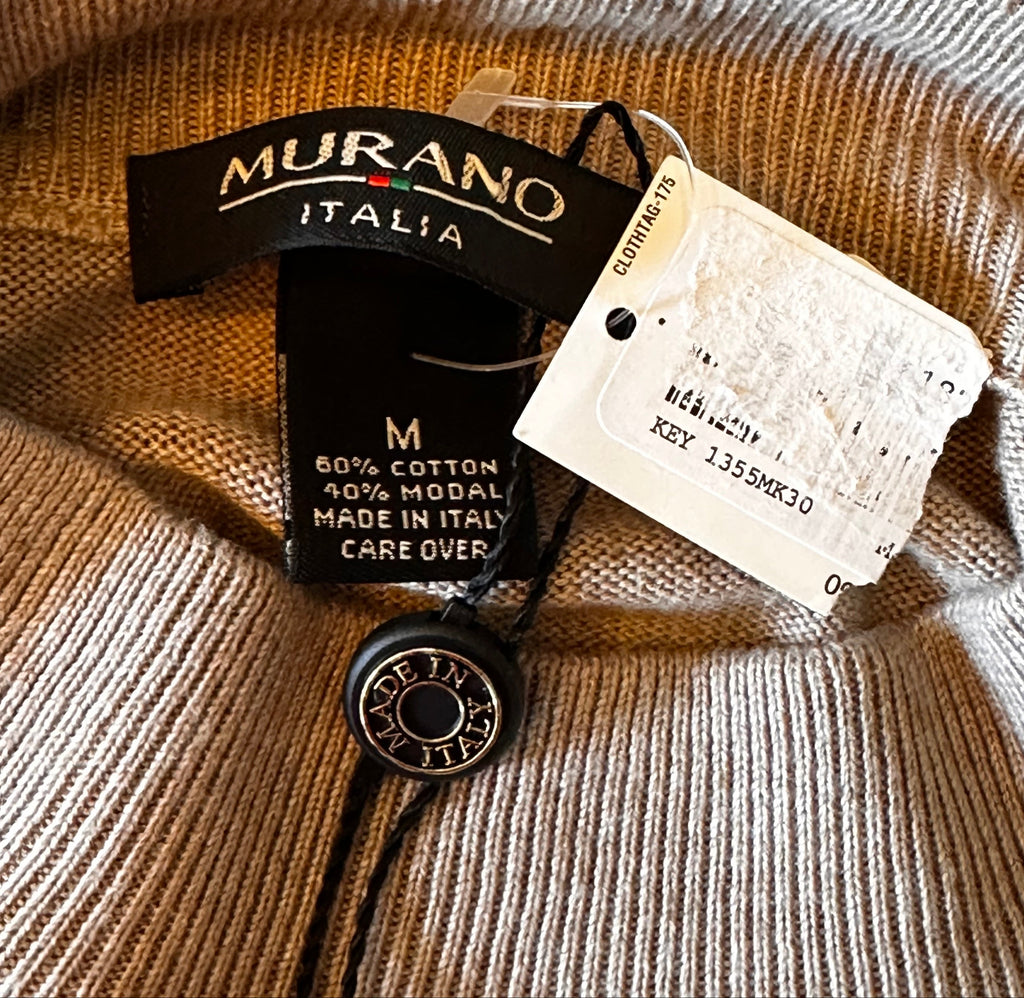 MURANO
ITALIA
M
60% COTTON
40% MODAL
MADE IN ITALY
CARE OVER
CLOTHTAG-175
KEY 1355MK30
MADE IN ITALY